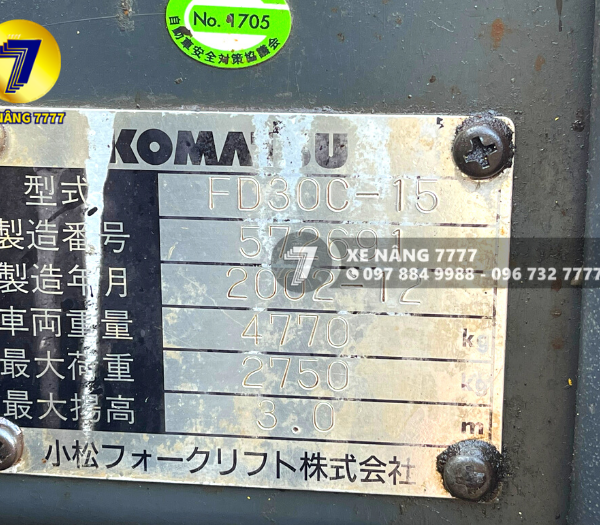 No. 1705
自動車安全対策協議会
7
NÂNG 7777
KOMATSU
型式 FD30C-15
製造番号
7 XE NÂNG 7777
097 884 9988 - 096 732 7777
製造年月 2002-12
車両重量 4770 kg
最大荷重 2750 kg
最大揚高 3.0 m
小松フォークリフト株式会社